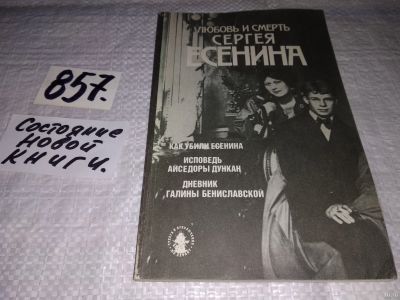 857.
Состояние
новой
книги.
ЛЮБОВЬ И СМЕРТЬ
СЕРГЕЯ
ЕСЕНИНА
КАК УБИЛИ ЕСЕНИНА
ИСПОВЕДЬ
АЙСЕДОРЫ ДУНКАН
ДНЕВНИК
ГАЛИНЫ БЕНИСЛАВСКОЙ